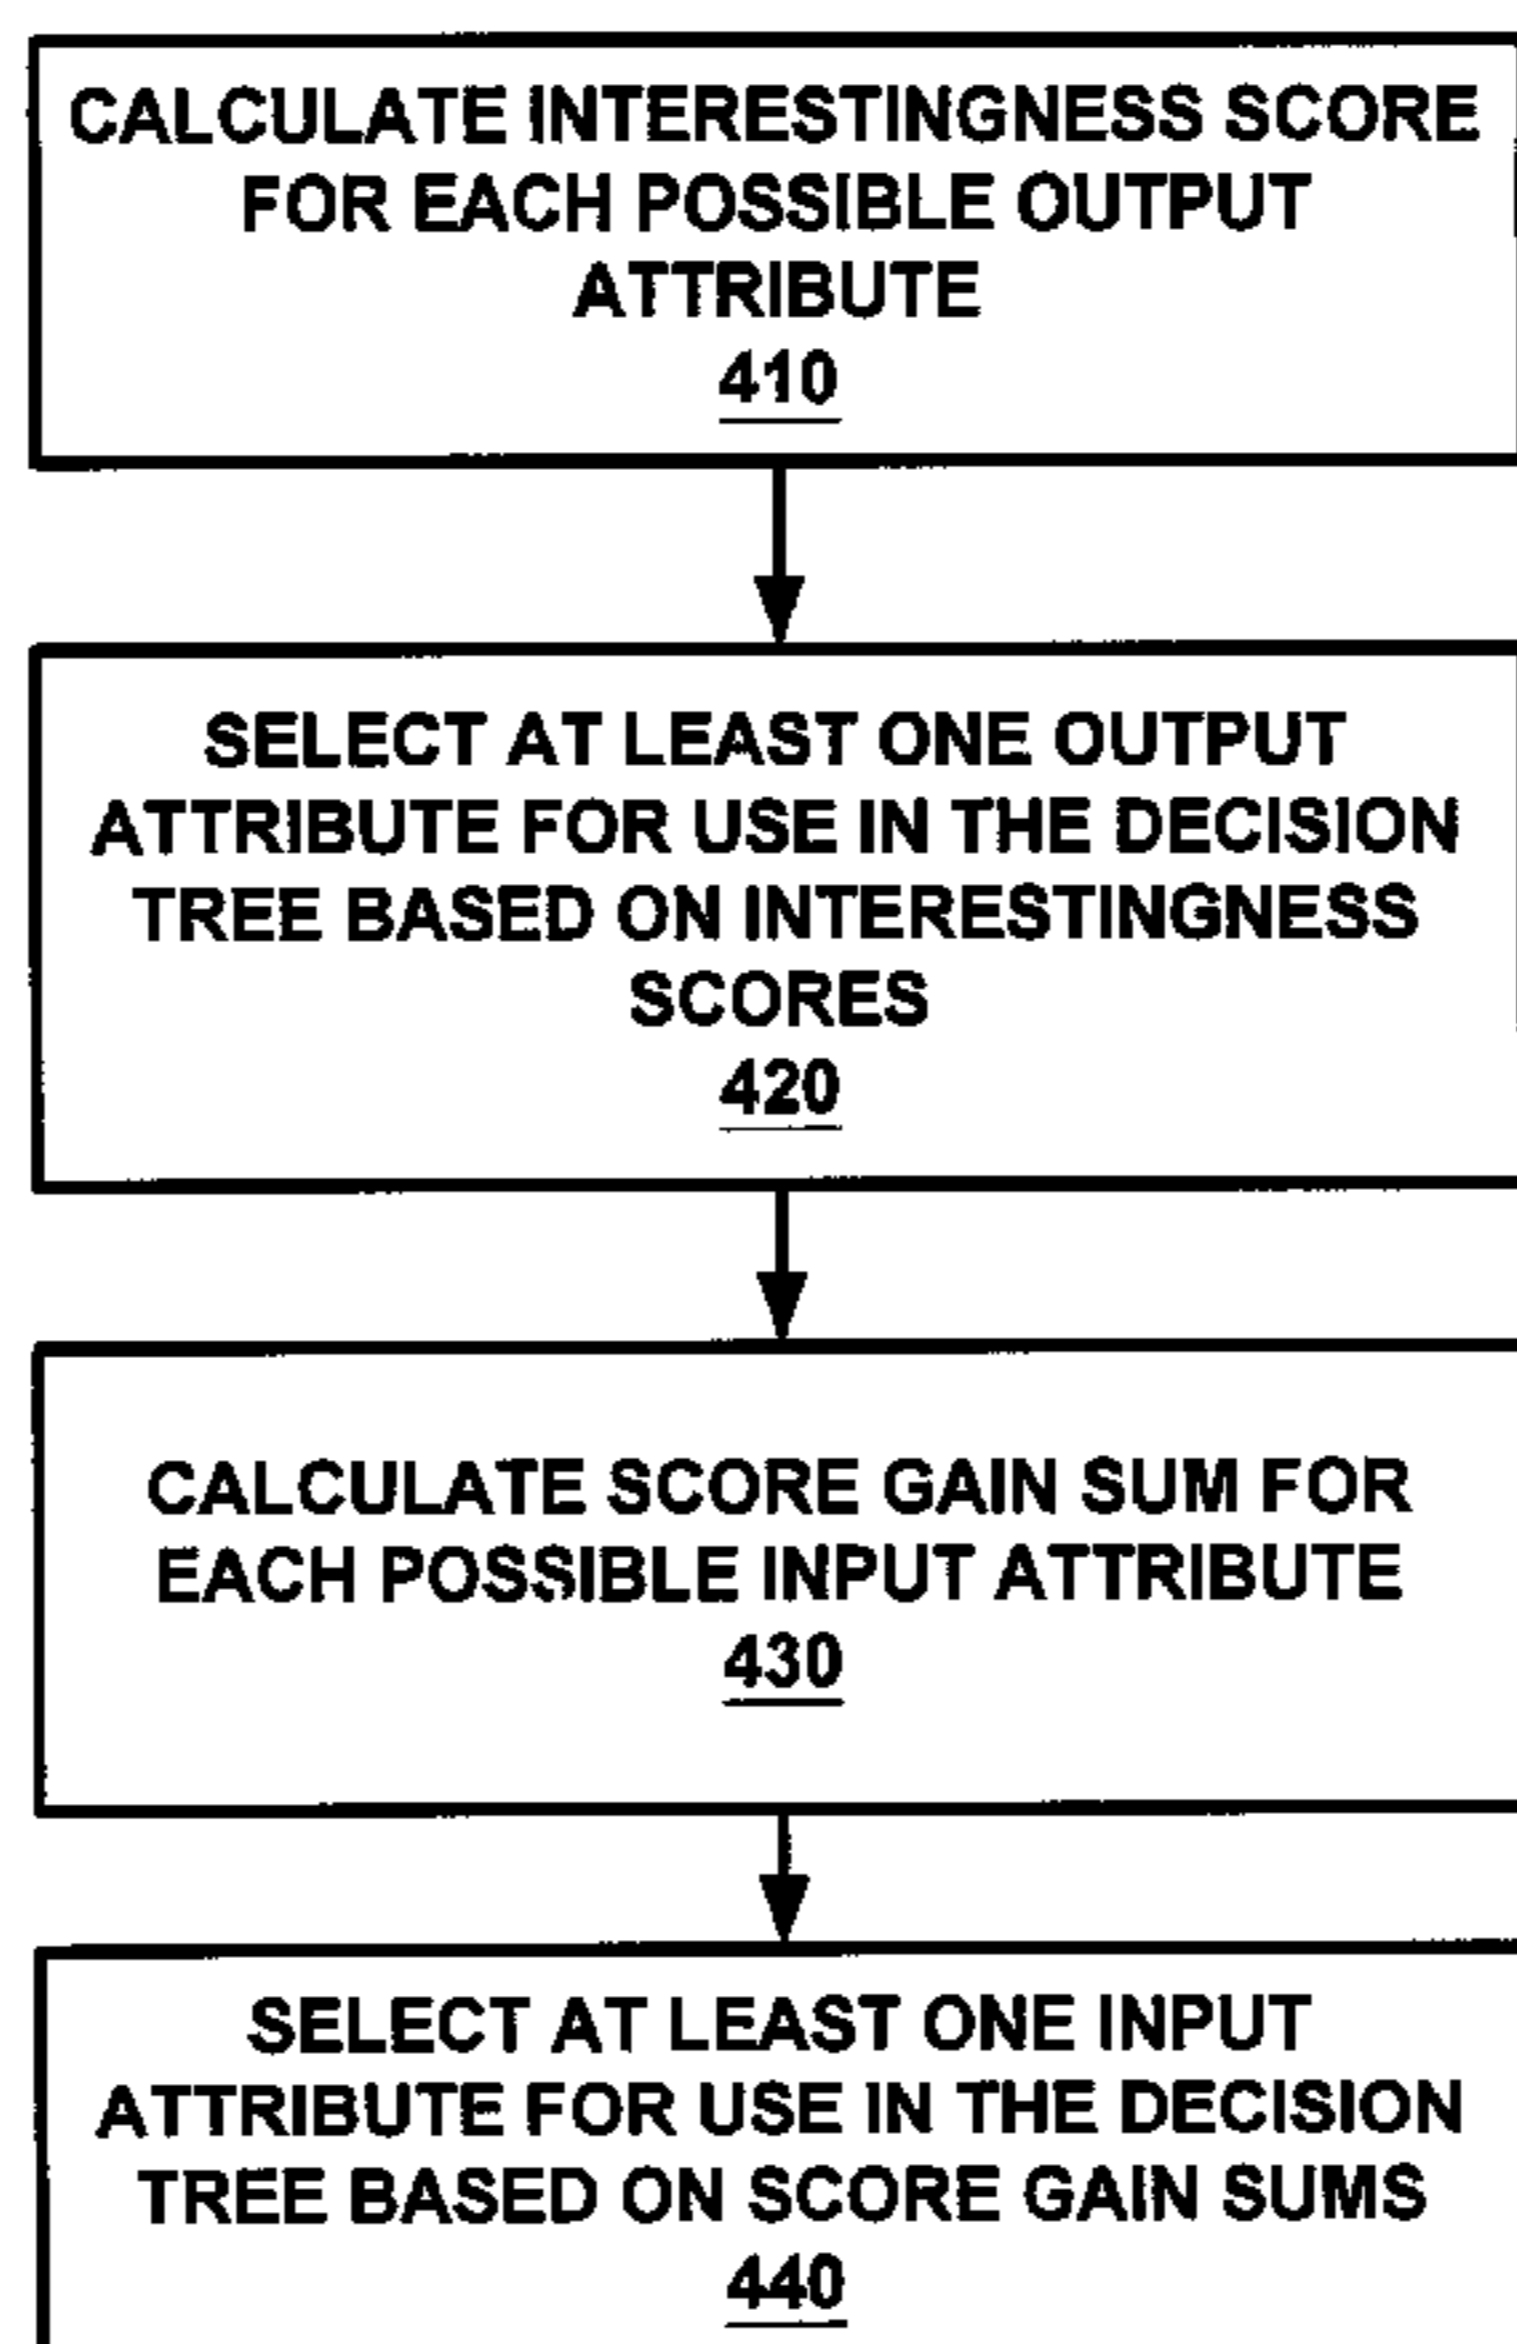 CALCULATE INTERESTINGNESS SCORE
FOR EACH POSSIBLE OUTPUT
ATTRIBUTE
410
SELECT AT LEAST ONE OUTPUT
ATTRIBUTE FOR USE IN THE DECISION
TREE BASED ON INTERESTINGNESS
SCORES
420
CALCULATE SCORE GAIN SUM FOR
EACH POSSIBLE INPUT ATTRIBUTE
430
SELECT AT LEAST ONE INPUT
ATTRIBUTE FOR USE IN THE DECISION
TREE BASED ON SCORE GAIN SUMS
440